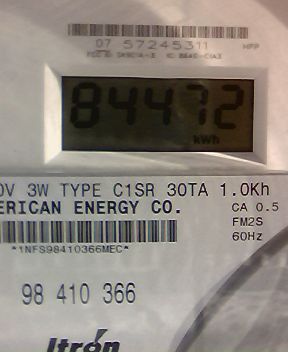 07 57245311 MFP
84472
kWh
0V 3W TYPE C1SR 30TA 1.0Kh
ERICAN ENERGY CO. CA 0.5
FM2S
60Hz
*1NFS98410366MEC*
98 410 366
Itron